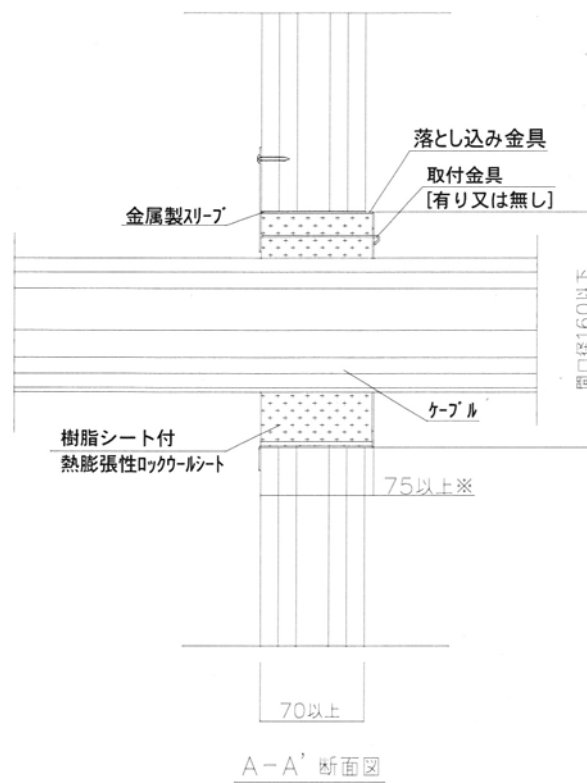 落とし込み金具
取付金具
[有り又は無し]
金属製ｽﾘｰﾌﾞ
開口径160以下
ｹｰﾌﾞﾙ
樹脂シート付
熱膨張性ﾛｯｸｳｰﾙｼｰﾄ
75以上※
70以上
A-A' 断面図